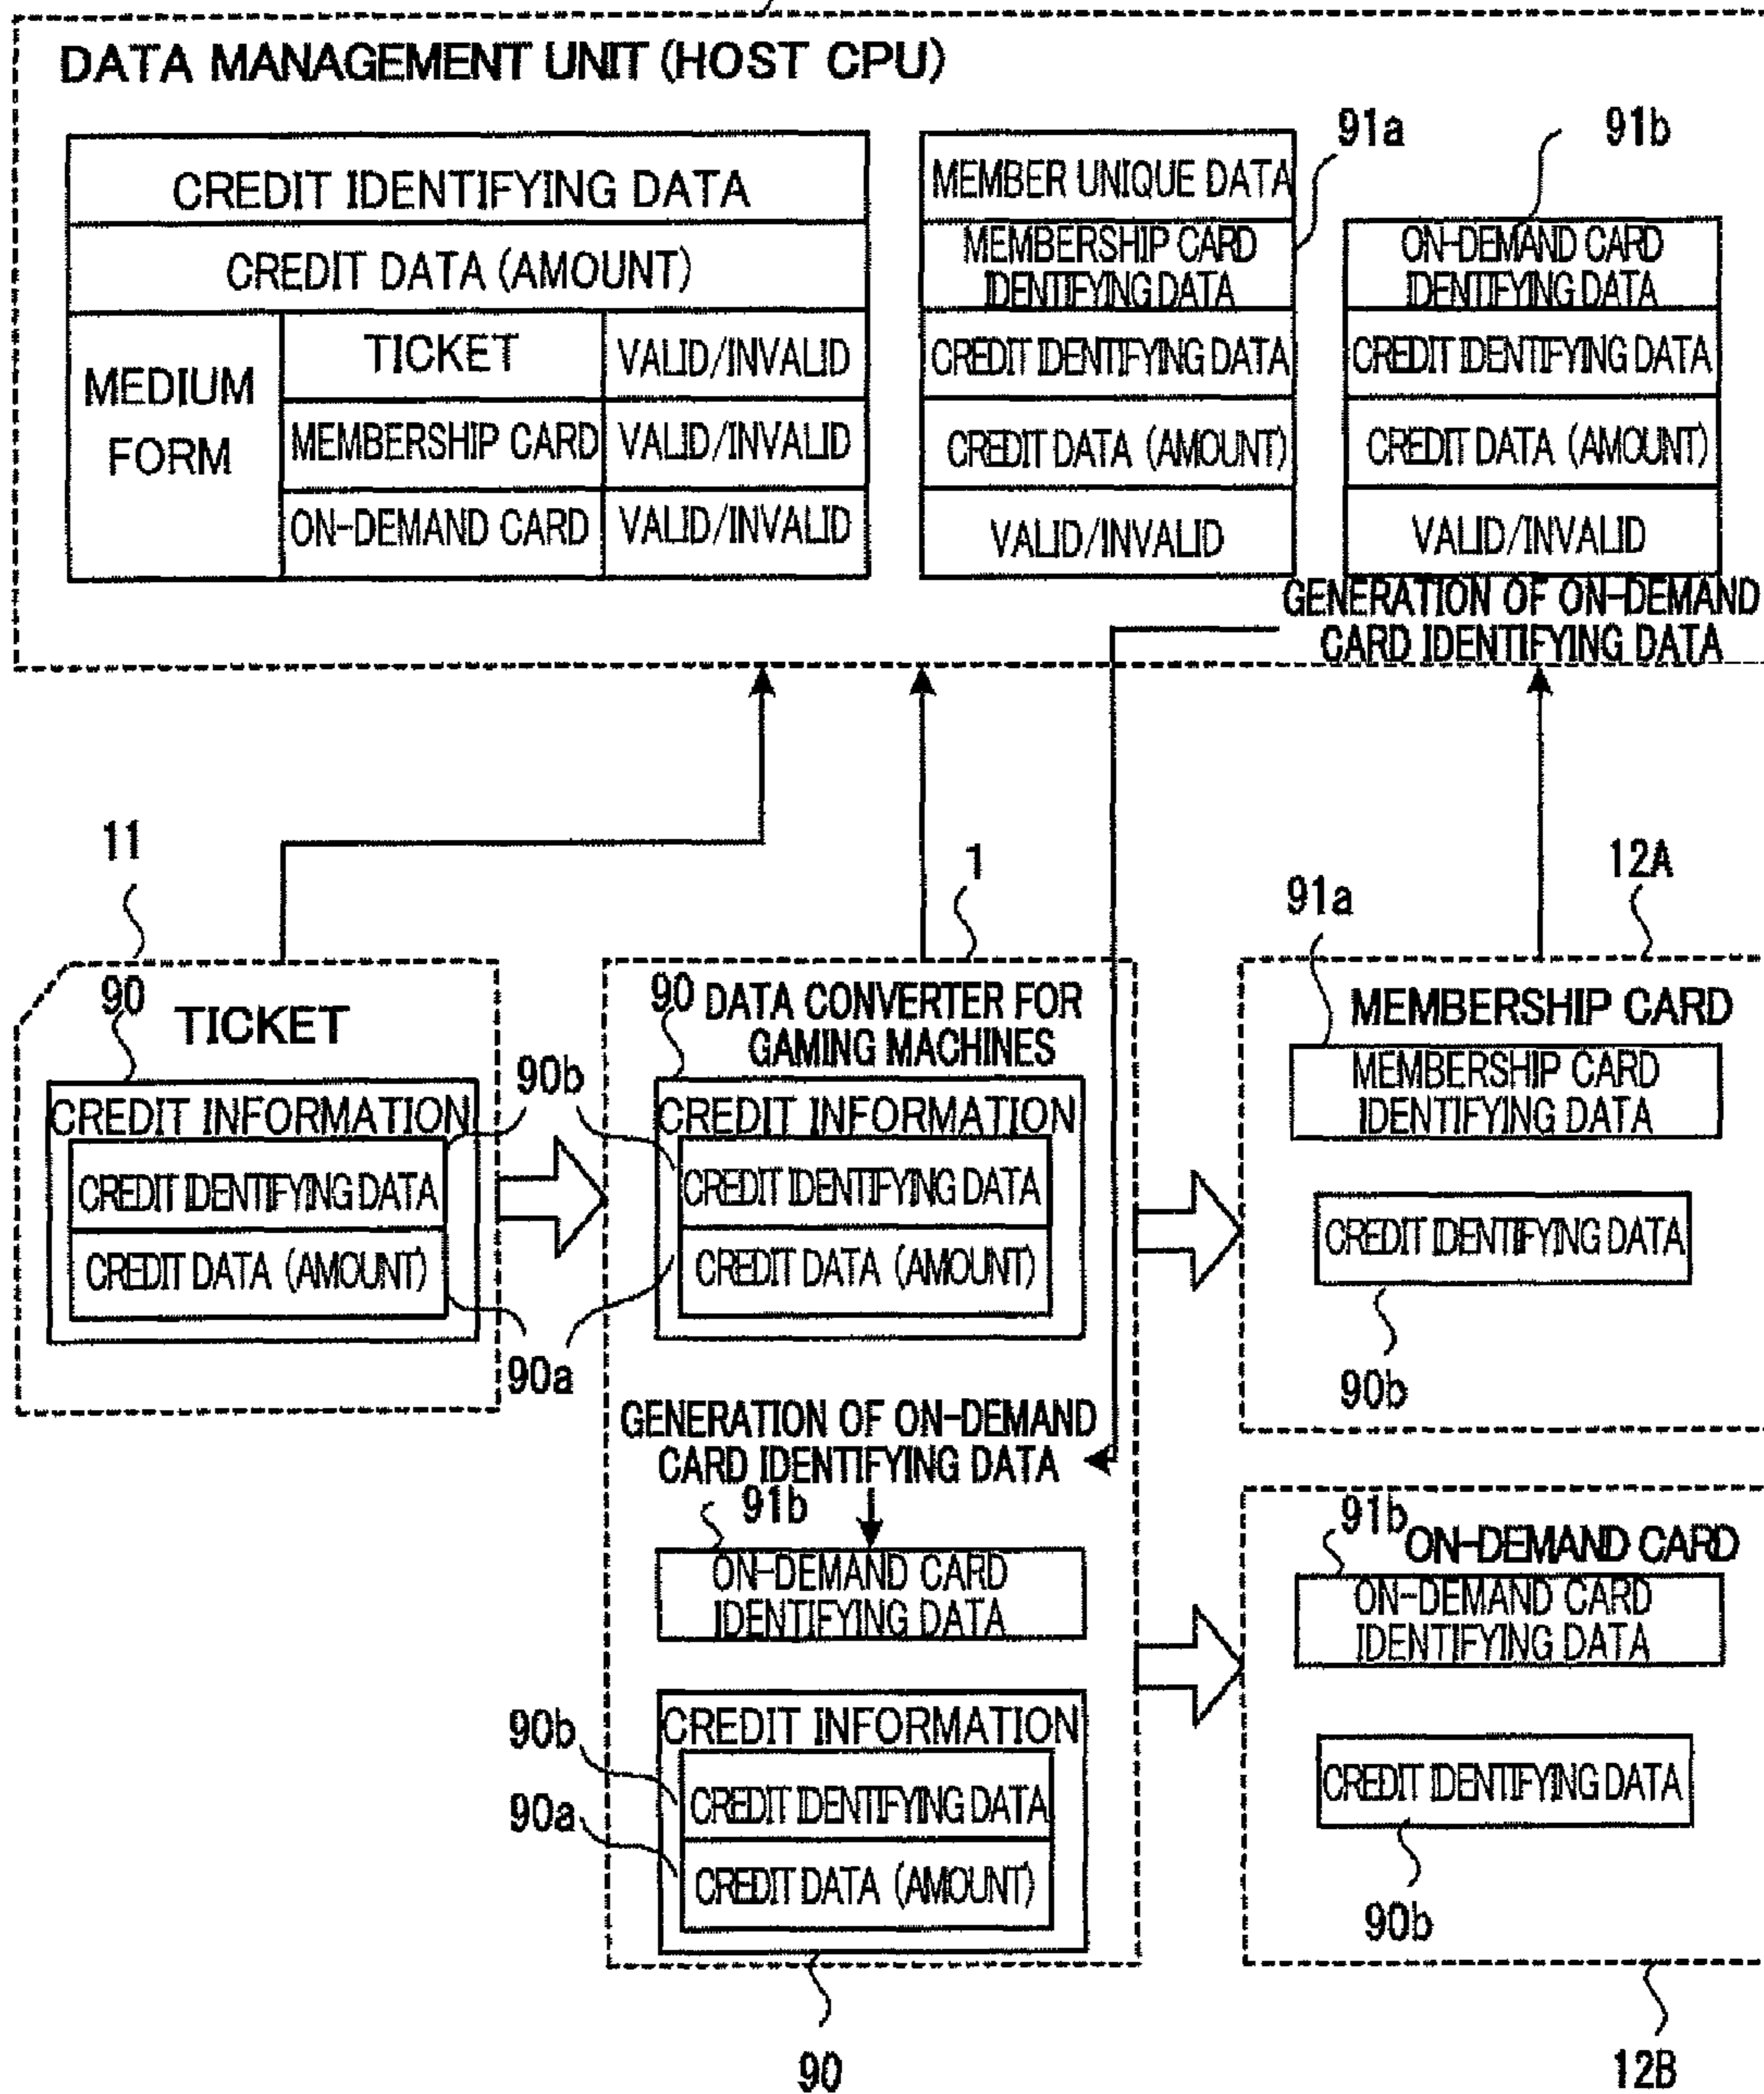 DATA MANAGEMENT UNIT (HOST CPU)
CREDIT IDENTIFYING DATA
CREDIT DATA (AMOUNT)
MEDIUM
FORM
TICKET
VALID/INVALID
MEMBERSHIP CARD
VALID/INVALID
ON-DEMAND CARD
VALID/INVALID
91a
MEMBER UNIQUE DATA
MEMBERSHIP CARD
IDENTIFYING DATA
CREDIT IDENTIFYING DATA
CREDIT DATA (AMOUNT)
VALID/INVALID
91b
ON-DEMAND CARD
IDENTIFYING DATA
CREDIT IDENTIFYING DATA
CREDIT DATA (AMOUNT)
VALID/INVALID
GENERATION OF ON-DEMAND
CARD IDENTIFYING DATA
11
90
TICKET
CREDIT INFORMATION
CREDIT IDENTIFYING DATA
CREDIT DATA (AMOUNT)
90b
90a
1
90
DATA CONVERTER FOR
GAMING MACHINES
CREDIT INFORMATION
CREDIT IDENTIFYING DATA
CREDIT DATA (AMOUNT)
GENERATION OF ON-DEMAND
CARD IDENTIFYING DATA
91b
ON-DEMAND CARD
IDENTIFYING DATA
90b
90a
CREDIT INFORMATION
CREDIT IDENTIFYING DATA
CREDIT DATA (AMOUNT)
90
12A
91a
MEMBERSHIP CARD
MEMBERSHIP CARD
IDENTIFYING DATA
CREDIT IDENTIFYING DATA
90b
91b
ON-DEMAND CARD
ON-DEMAND CARD
IDENTIFYING DATA
CREDIT IDENTIFYING DATA
90b
12B